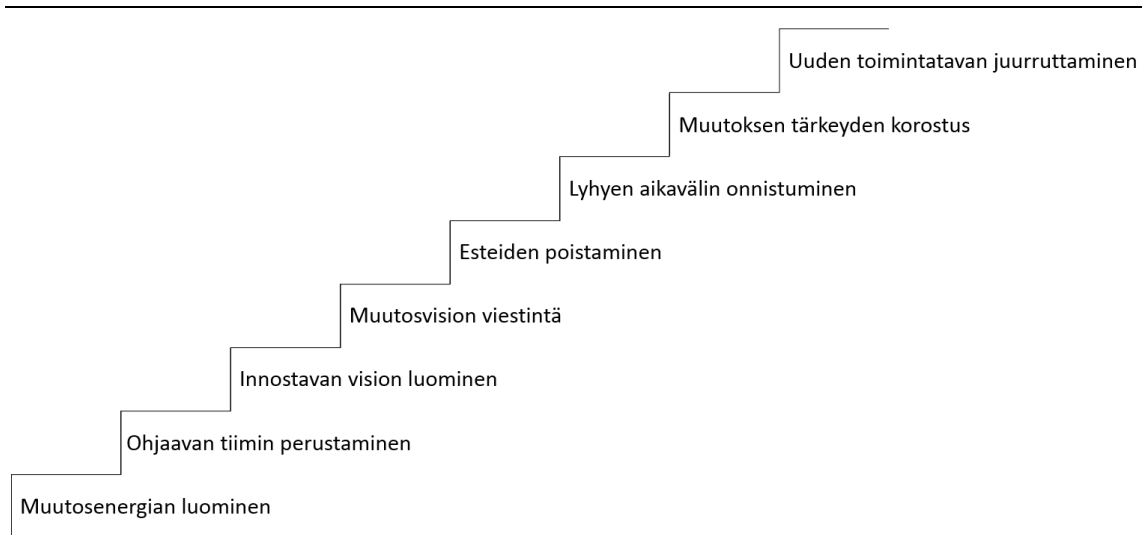 Uuden toimintatavan juurruttaminen
Muutoksen tärkeyden korostus
Lyhyen aikavälin onnistuminen
Esteiden poistaminen
Muutosvision viestintä
Innostavan vision luominen
Ohjaavan tiimin perustaminen
Muutosenergian luominen